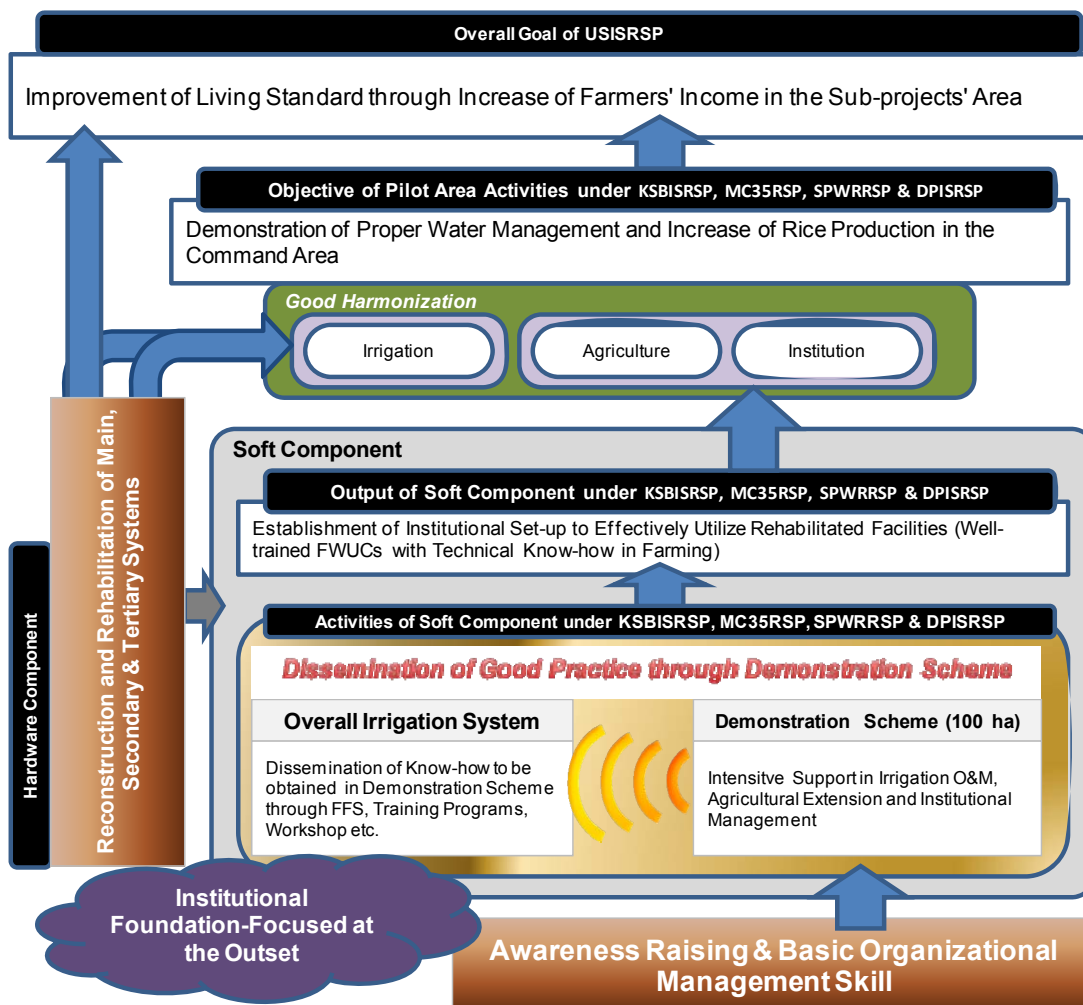 Overall Goal of USISRSP
Improvement of Living Standard through Increase of Farmers' Income in the Sub-projects' Area
Objective of Pilot Area Activities under KSBISRSP, MC35RSP, SPWRRSP & DPISRSP
Demonstration of Proper Water Management and Increase of Rice Production in the
Command Area
Good Harmonization
Irrigation
Agriculture
Institution
Hardware Component
Reconstruction and Rehabilitation of Main,
Secondary & Tertiary Systems
Soft Component
Output of Soft Component under KSBISRSP, MC35RSP, SPWRRSP & DPISRSP
Establishment of Institutional Set-up to Effectively Utilize Rehabilitated Facilities (Well-
trained FWUCs with Technical Know-how in Farming)
Activities of Soft Component under KSBISRSP, MC35RSP, SPWRRSP & DPISRSP
Dissemination of Good Practice through Demonstration Scheme
Overall Irrigation System
Dissemination of Know-how to be
obtained in Demonstration Scheme
through FFS, Training Programs,
Workshop etc.
Demonstration Scheme (100 ha)
Intensitve Support in Irrigation O&M,
Agricultural Extension and Institutional
Management
Institutional
Foundation-Focused at
the Outset
Awareness Raising & Basic Organizational
Management Skill